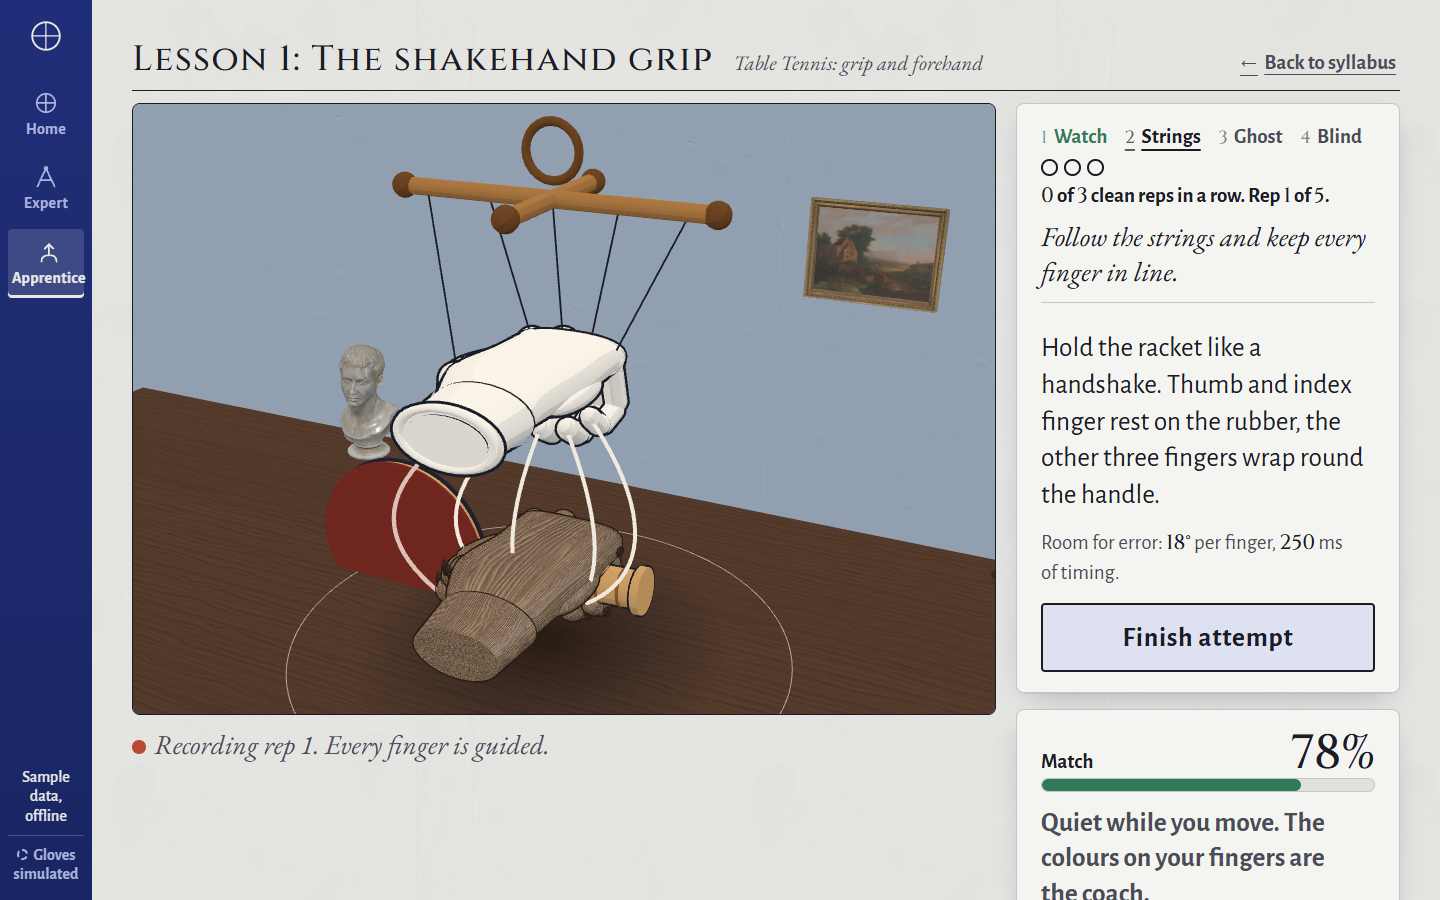 Home
Expert
Apprentice
Sample
data,
offline
Gloves
simulated
Lesson 1: The shakehand grip
Table Tennis: grip and forehand
← Back to syllabus
1 Watch 2 Strings 3 Ghost 4 Blind
0 of 3 clean reps in a row. Rep 1 of 5.
Follow the strings and keep every
finger in line.
Hold the racket like a
handshake. Thumb and index
finger rest on the rubber, the
other three fingers wrap round
the handle.
Room for error: 18° per finger, 250 ms
of timing.
Finish attempt
Recording rep 1. Every finger is guided.
Match 78%
Quiet while you move. The
colours on your fingers are
the coach.